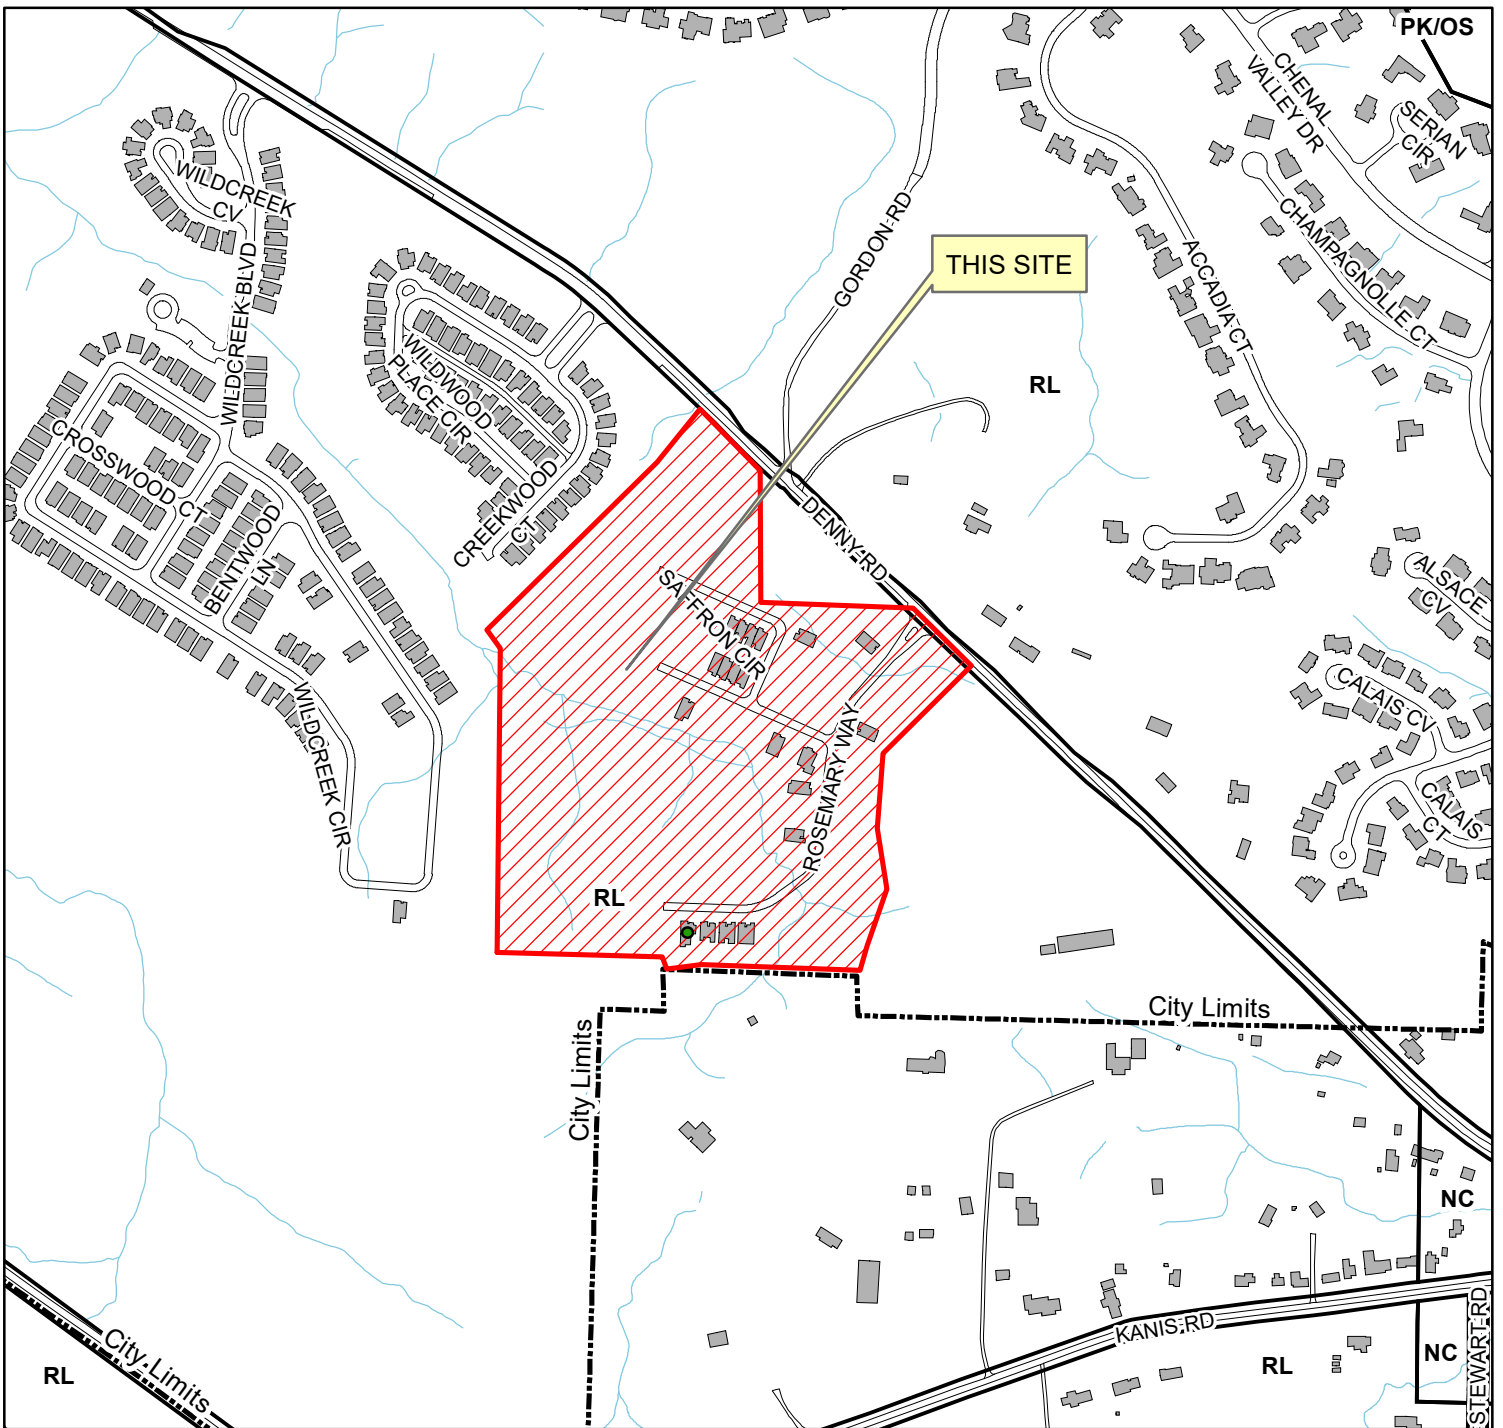 PK/OS
CHENAL
VALLEY DR
SERIAN
CIR
WILDCREEK
CV
GORDON RD
CHAMPAGNOLLE CT
THIS SITE
ACCADIA CT
WILDCREEK BLVD
RL
WILDWOOD
PLACE CIR
CROSSWOOD CT
CREEKWOOD
CT
BENTWOOD
LN
DENNY RD
ALSACE
CV
SAFFRON CIR
CALAIS CV
WILDCREEK CIR
ROSEMARY WAY
CALAIS
CT
RL
City Limits
City Limits
NC
KANIS RD
City Limits
RL
RL
NC
STEWART RD